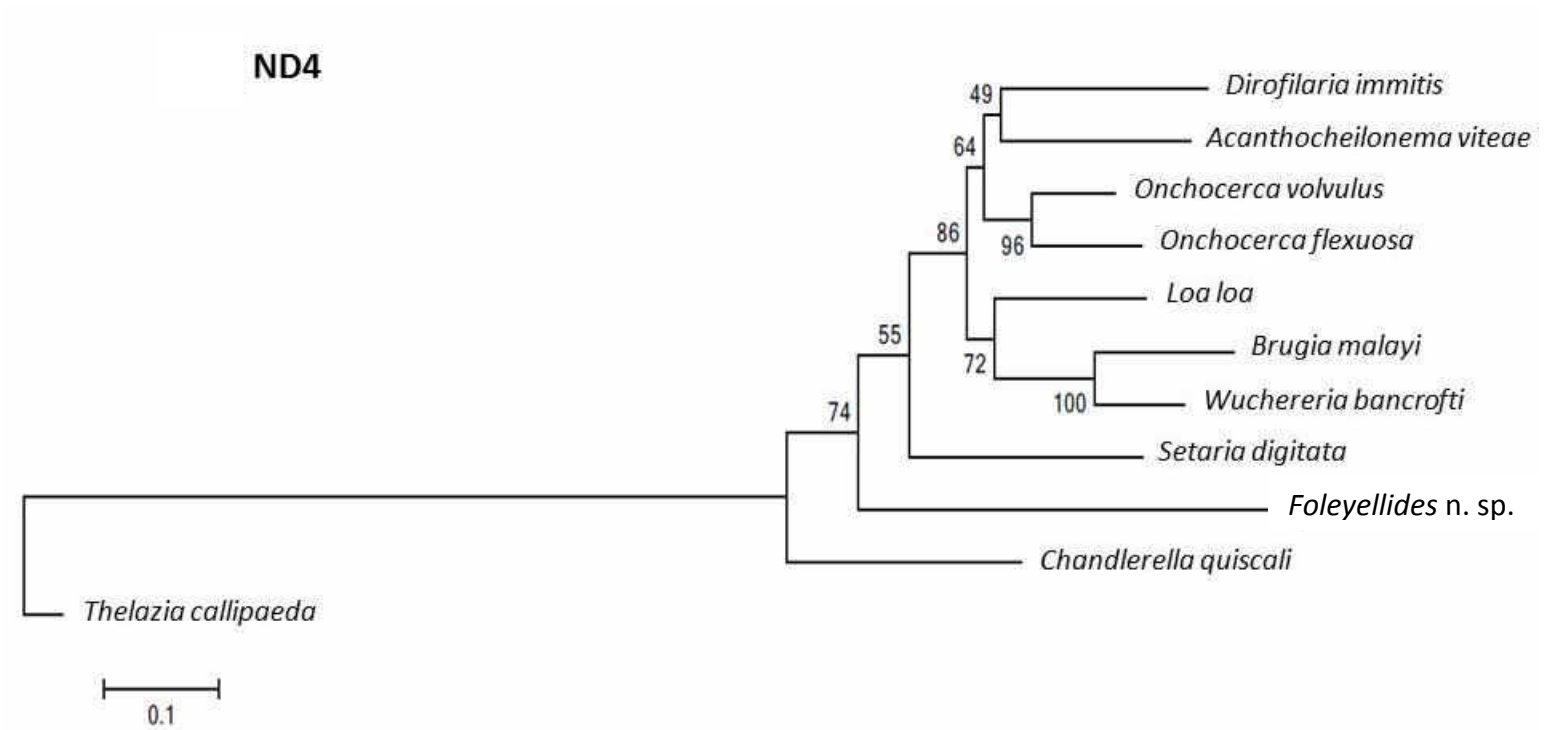 ND4
49
Dirofilaria immitis
Acanthocheilonema viteae
64
Onchocerca volvulus
86
96
Onchocerca flexuosa
Loa loa
55
72
Brugia malayi
100
Wuchereria bancrofti
74
Setaria digitata
Foleyellides n. sp.
Chandlerella quiscali
Thelazia callipaeda
0.1